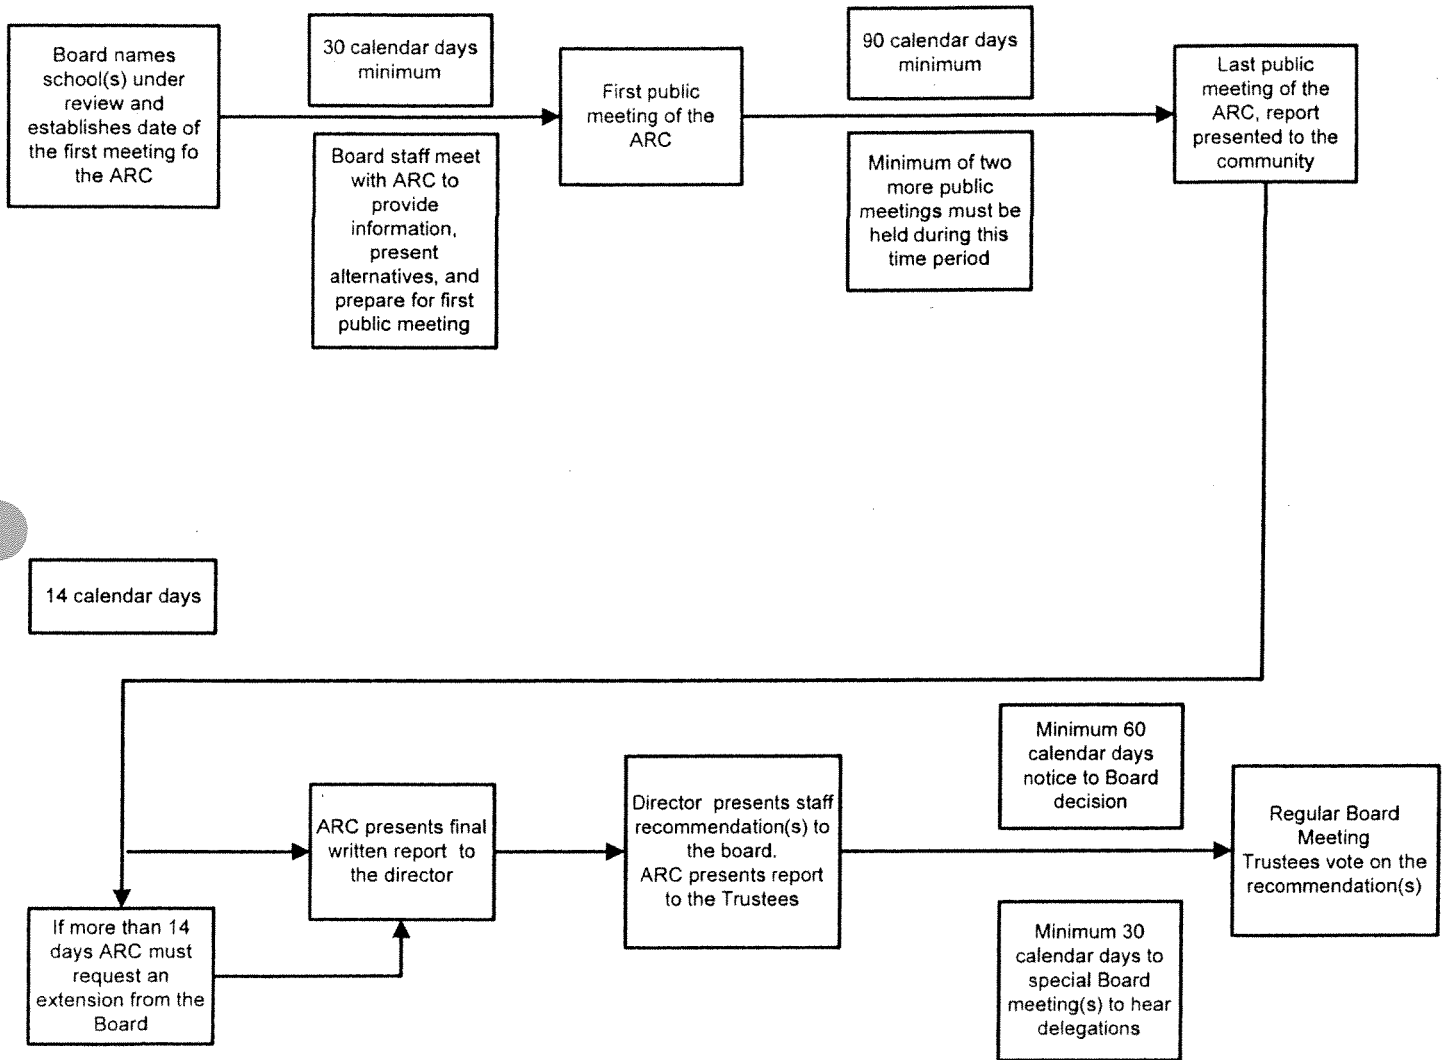 Board names
school(s) under
review and
establishes date of
the first meeting fo
the ARC
30 calendar days
minimum
Board staff meet
with ARC to
provide
information,
present
alternatives, and
prepare for first
public meeting
First public
meeting of the
ARC
90 calendar days
minimum
Minimum of two
more public
meetings must be
held during this
time period
Last public
meeting of the
ARC, report
presented to the
community
14 calendar days
If more than 14
days ARC must
request an
extension from the
Board
ARC presents final
written report to
the director
Director presents staff
recommendation(s) to
the board.
ARC presents report
to the Trustees
Minimum 60
calendar days
notice to Board
decision
Minimum 30
calendar days to
special Board
meeting(s) to hear
delegations
Regular Board
Meeting
Trustees vote on the
recommendation(s)